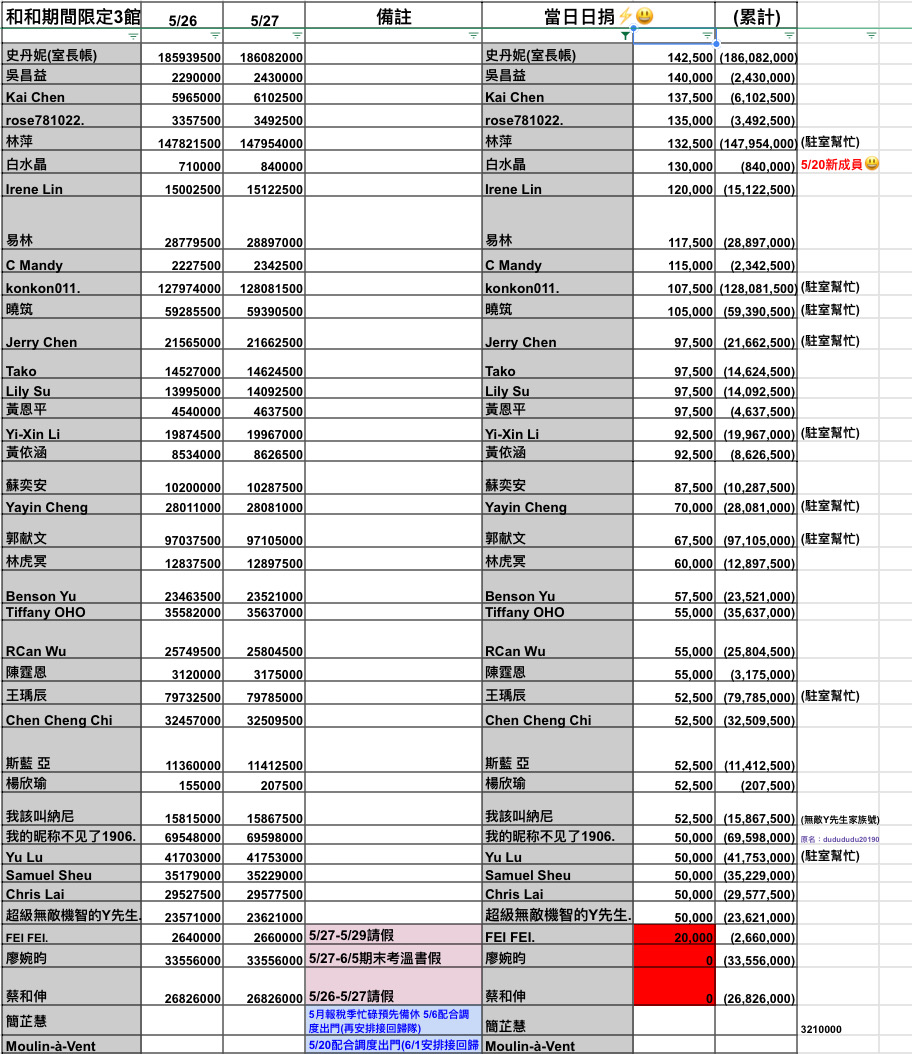 和和期間限定3館 5/26 5/27 備註 當日日捐⚡😃 (累計)
史丹妮(室長帳) 185939500 186082000 史丹妮(室長帳) 142,500 (186,082,000)
吳昌益 2290000 2430000 吳昌益 140,000 (2,430,000)
Kai Chen 5965000 6102500 Kai Chen 137,500 (6,102,500)
rose781022. 3357500 3492500 rose781022. 135,000 (3,492,500)
林萍 147821500 147954000 林萍 132,500 (147,954,000) (駐室幫忙)
白水晶 710000 840000 白水晶 130,000 (840,000) 5/20新成員😃
Irene Lin 15002500 15122500 Irene Lin 120,000 (15,122,500)
易林 28779500 28897000 易林 117,500 (28,897,000)
C Mandy 2227500 2342500 C Mandy 115,000 (2,342,500)
konkon011. 127974000 128081500 konkon011. 107,500 (128,081,500) (駐室幫忙)
曉筑 59285500 59390500 曉筑 105,000 (59,390,500) (駐室幫忙)
Jerry Chen 21565000 21662500 Jerry Chen 97,500 (21,662,500) (駐室幫忙)
Tako 14527000 14624500 Tako 97,500 (14,624,500)
Lily Su 13995000 14092500 Lily Su 97,500 (14,092,500)
黃恩平 4540000 4637500 黃恩平 97,500 (4,637,500)
Yi-Xin Li 19874500 19967000 Yi-Xin Li 92,500 (19,967,000) (駐室幫忙)
黃依涵 8534000 8626500 黃依涵 92,500 (8,626,500)
蘇奕安 10200000 10287500 蘇奕安 87,500 (10,287,500)
Yayin Cheng 28011000 28081000 Yayin Cheng 70,000 (28,081,000) (駐室幫忙)
郭献文 97037500 97105000 郭献文 67,500 (97,105,000) (駐室幫忙)
林虎冥 12837500 12897500 林虎冥 60,000 (12,897,500)
Benson Yu 23463500 23521000 Benson Yu 57,500 (23,521,000)
Tiffany OHO 35582000 35637000 Tiffany OHO 55,000 (35,637,000)
RCan Wu 25749500 25804500 RCan Wu 55,000 (25,804,500)
陳霆恩 3120000 3175000 陳霆恩 55,000 (3,175,000)
王瑀辰 79732500 79785000 王瑀辰 52,500 (79,785,000) (駐室幫忙)
Chen Cheng Chi 32457000 32509500 Chen Cheng Chi 52,500 (32,509,500)
斯藍 亞 11360000 11412500 斯藍 亞 52,500 (11,412,500)
楊欣瑜 155000 207500 楊欣瑜 52,500 (207,500)
我該叫納尼 15815000 15867500 我該叫納尼 52,500 (15,867,500) (無敵Y先生家族號)
我的昵称不见了1906. 69548000 69598000 我的昵称不见了1906. 50,000 (69,598,000) 原名：dudududu20190
Yu Lu 41703000 41753000 Yu Lu 50,000 (41,753,000) (駐室幫忙)
Samuel Sheu 35179000 35229000 Samuel Sheu 50,000 (35,229,000)
Chris Lai 29527500 29577500 Chris Lai 50,000 (29,577,500)
超級無敵機智的Y先生. 23571000 23621000 超級無敵機智的Y先生. 50,000 (23,621,000)
FEI FEI. 2640000 2660000 5/27-5/29請假 FEI FEI. 20,000 (2,660,000)
廖婉昀 33556000 33556000 5/27-6/5期末考溫書假 廖婉昀 0 (33,556,000)
蔡和伸 26826000 26826000 5/26-5/27請假 蔡和伸 0 (26,826,000)
簡芷慧 5月報稅季忙碌預先備休 5/6配合調
度出門(再安排接回歸隊) 簡芷慧 3210000
Moulin-à-Vent 5/20配合調度出門(6/1安排接回歸 Moulin-à-Vent